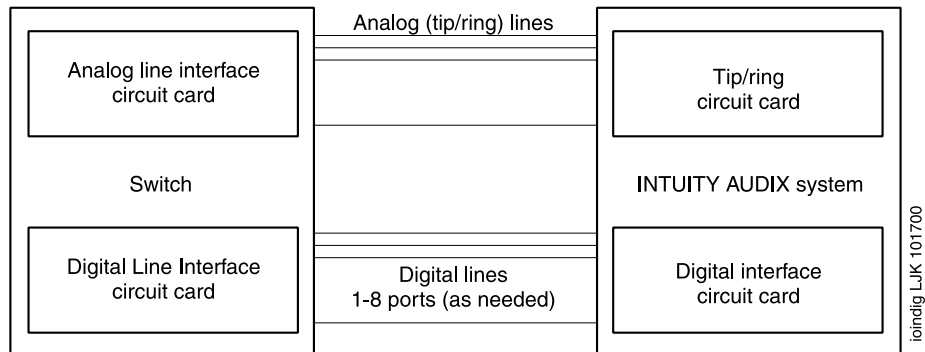 Analog (tip/ring) lines
Analog line interface
circuit card
Tip/ring
circuit card
Switch
INTUITY AUDIX system
Digital Line Interface
circuit card
Digital lines
1-8 ports (as needed)
Digital interface
circuit card
ioindig LJK 101700